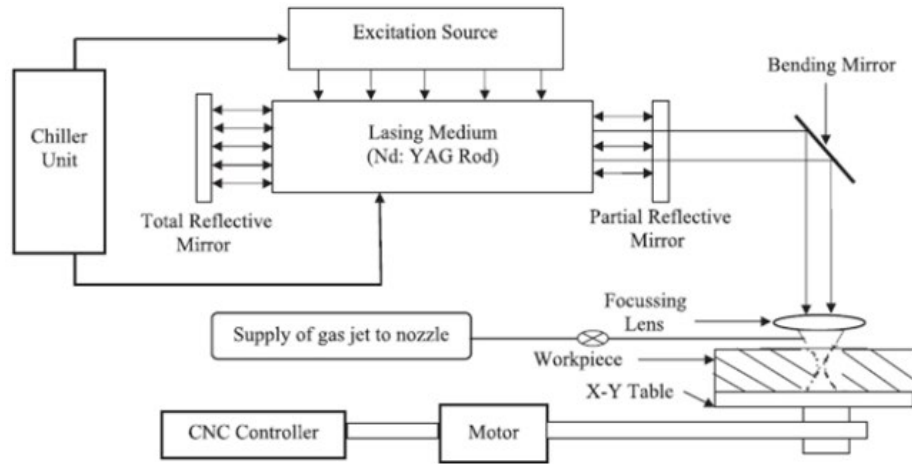 Excitation Source
Bending Mirror
Chiller
Unit
Lasing Medium
(Nd: YAG Rod)
Total Reflective
Mirror
Partial Reflective
Mirror
Focussing
Lens
Supply of gas jet to nozzle
Workpiece
X-Y Table
CNC Controller
Motor